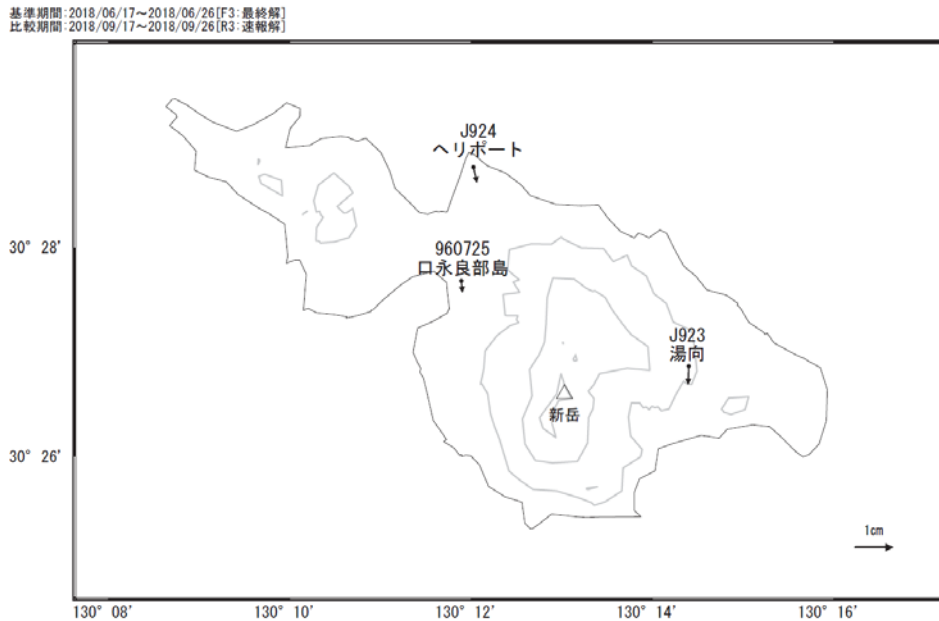 基準期間:2018/06/17～2018/06/26[F3:最終解]
比較期間:2018/09/17～2018/09/26[R3:速報解]
J924
ヘリポート
30° 28'
960725
口永良部島
J923
湯向
新岳
30° 26'
1cm
130° 08'
130° 10'
130° 12'
130° 14'
130° 16'